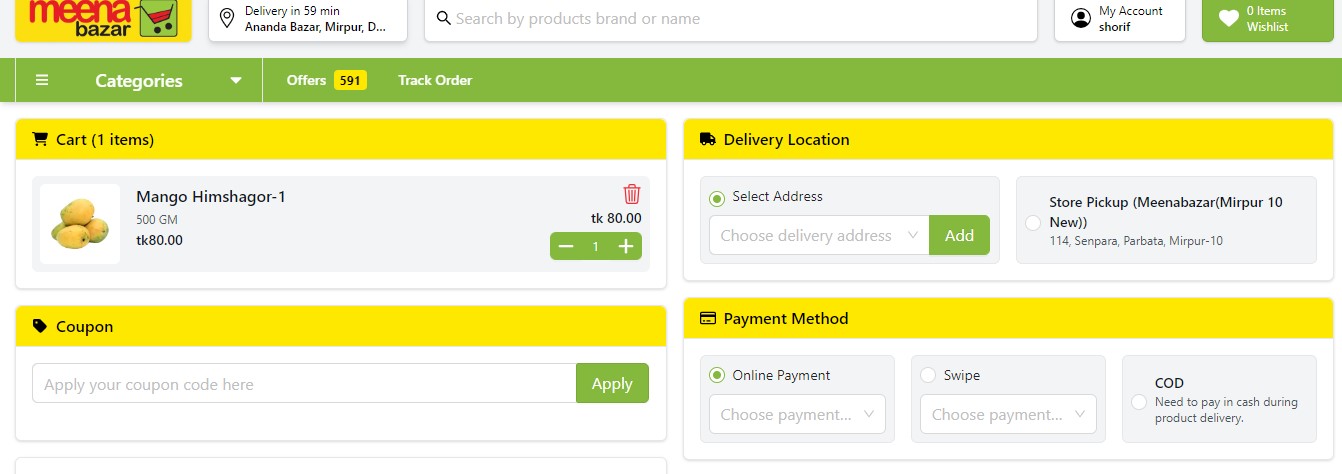 meena
bazar
Delivery in 59 min
Ananda Bazar, Mirpur, D...
Search by products brand or name
My Account
shorif
0 Items
Wishlist
Categories
Offers 591
Track Order
Cart (1 items)
Mango Himshagor-1
500 GM
tk80.00
tk 80.00
1
Coupon
Apply your coupon code here
Apply
Delivery Location
Select Address
Choose delivery address
Add
Store Pickup (Meenabazar(Mirpur 10
New))
114, Senpara, Parbata, Mirpur-10
Payment Method
Online Payment
Choose payment...
Swipe
Choose payment...
COD
Need to pay in cash during
product delivery.